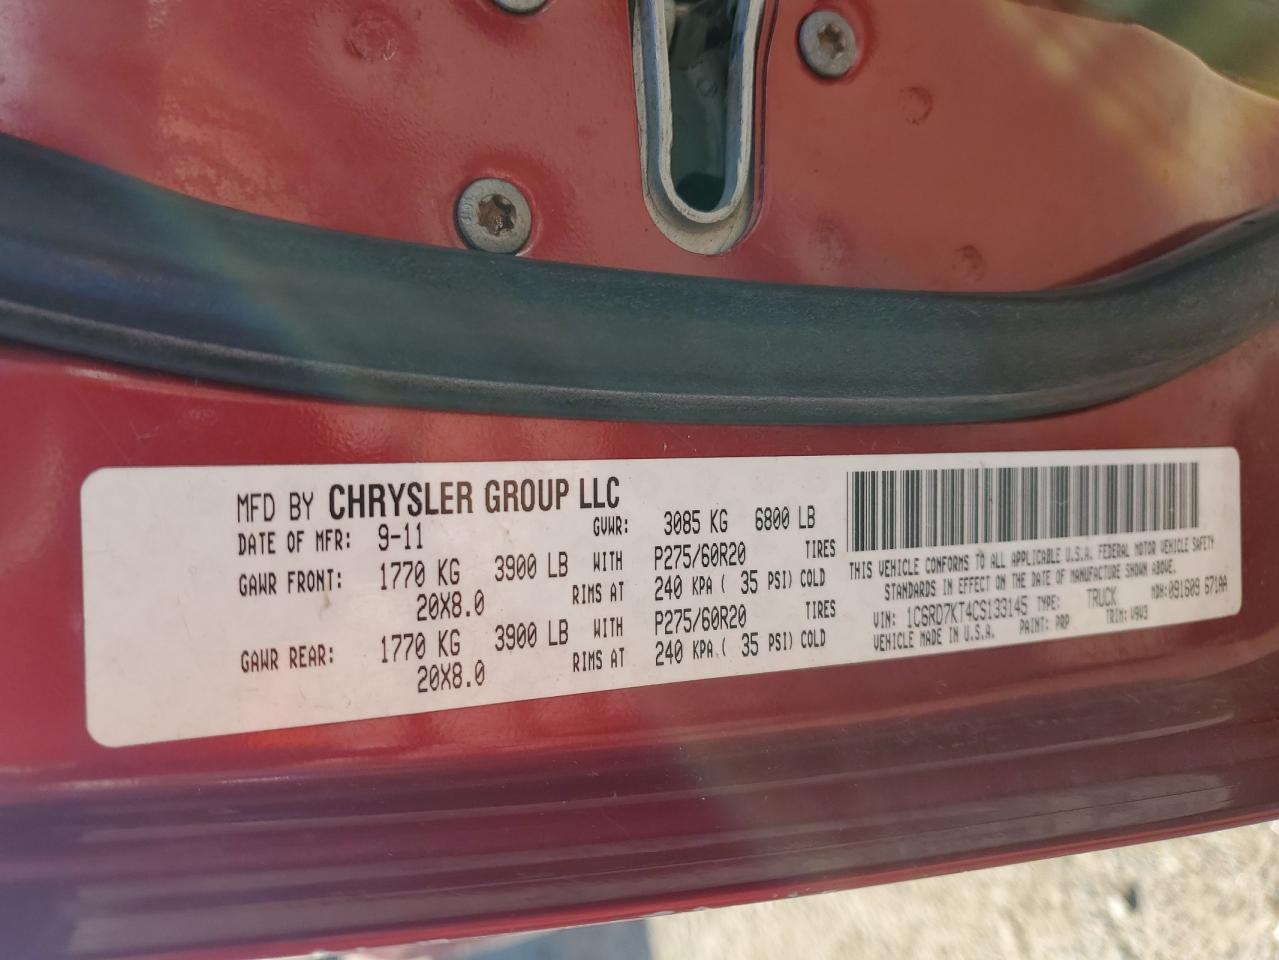 MFD BY CHRYSLER GROUP LLC
DATE OF MFR: 9-11 GVWR: 3085 KG 6800 LB
GAWR FRONT: 1770 KG 3900 LB WITH P275/60R20 TIRES
20X8.0 RIMS AT 240 KPA ( 35 PSI) COLD
GAWR REAR: 1770 KG 3900 LB WITH P275/60R20 TIRES
20X8.0 RIMS AT 240 KPA ( 35 PSI) COLD
THIS VEHICLE CONFORMS TO ALL APPLICABLE U.S.A. FEDERAL MOTOR VEHICLE SAFETY
STANDARDS IN EFFECT ON THE DATE OF MANUFACTURE SHOWN ABOVE.
VIN: 1C6RD7KT4CS133145 TYPE: TRUCK MDH: 091609 671AA
VEHICLE MADE IN U.S.A. PAINT: PRP TRIM: V9V3